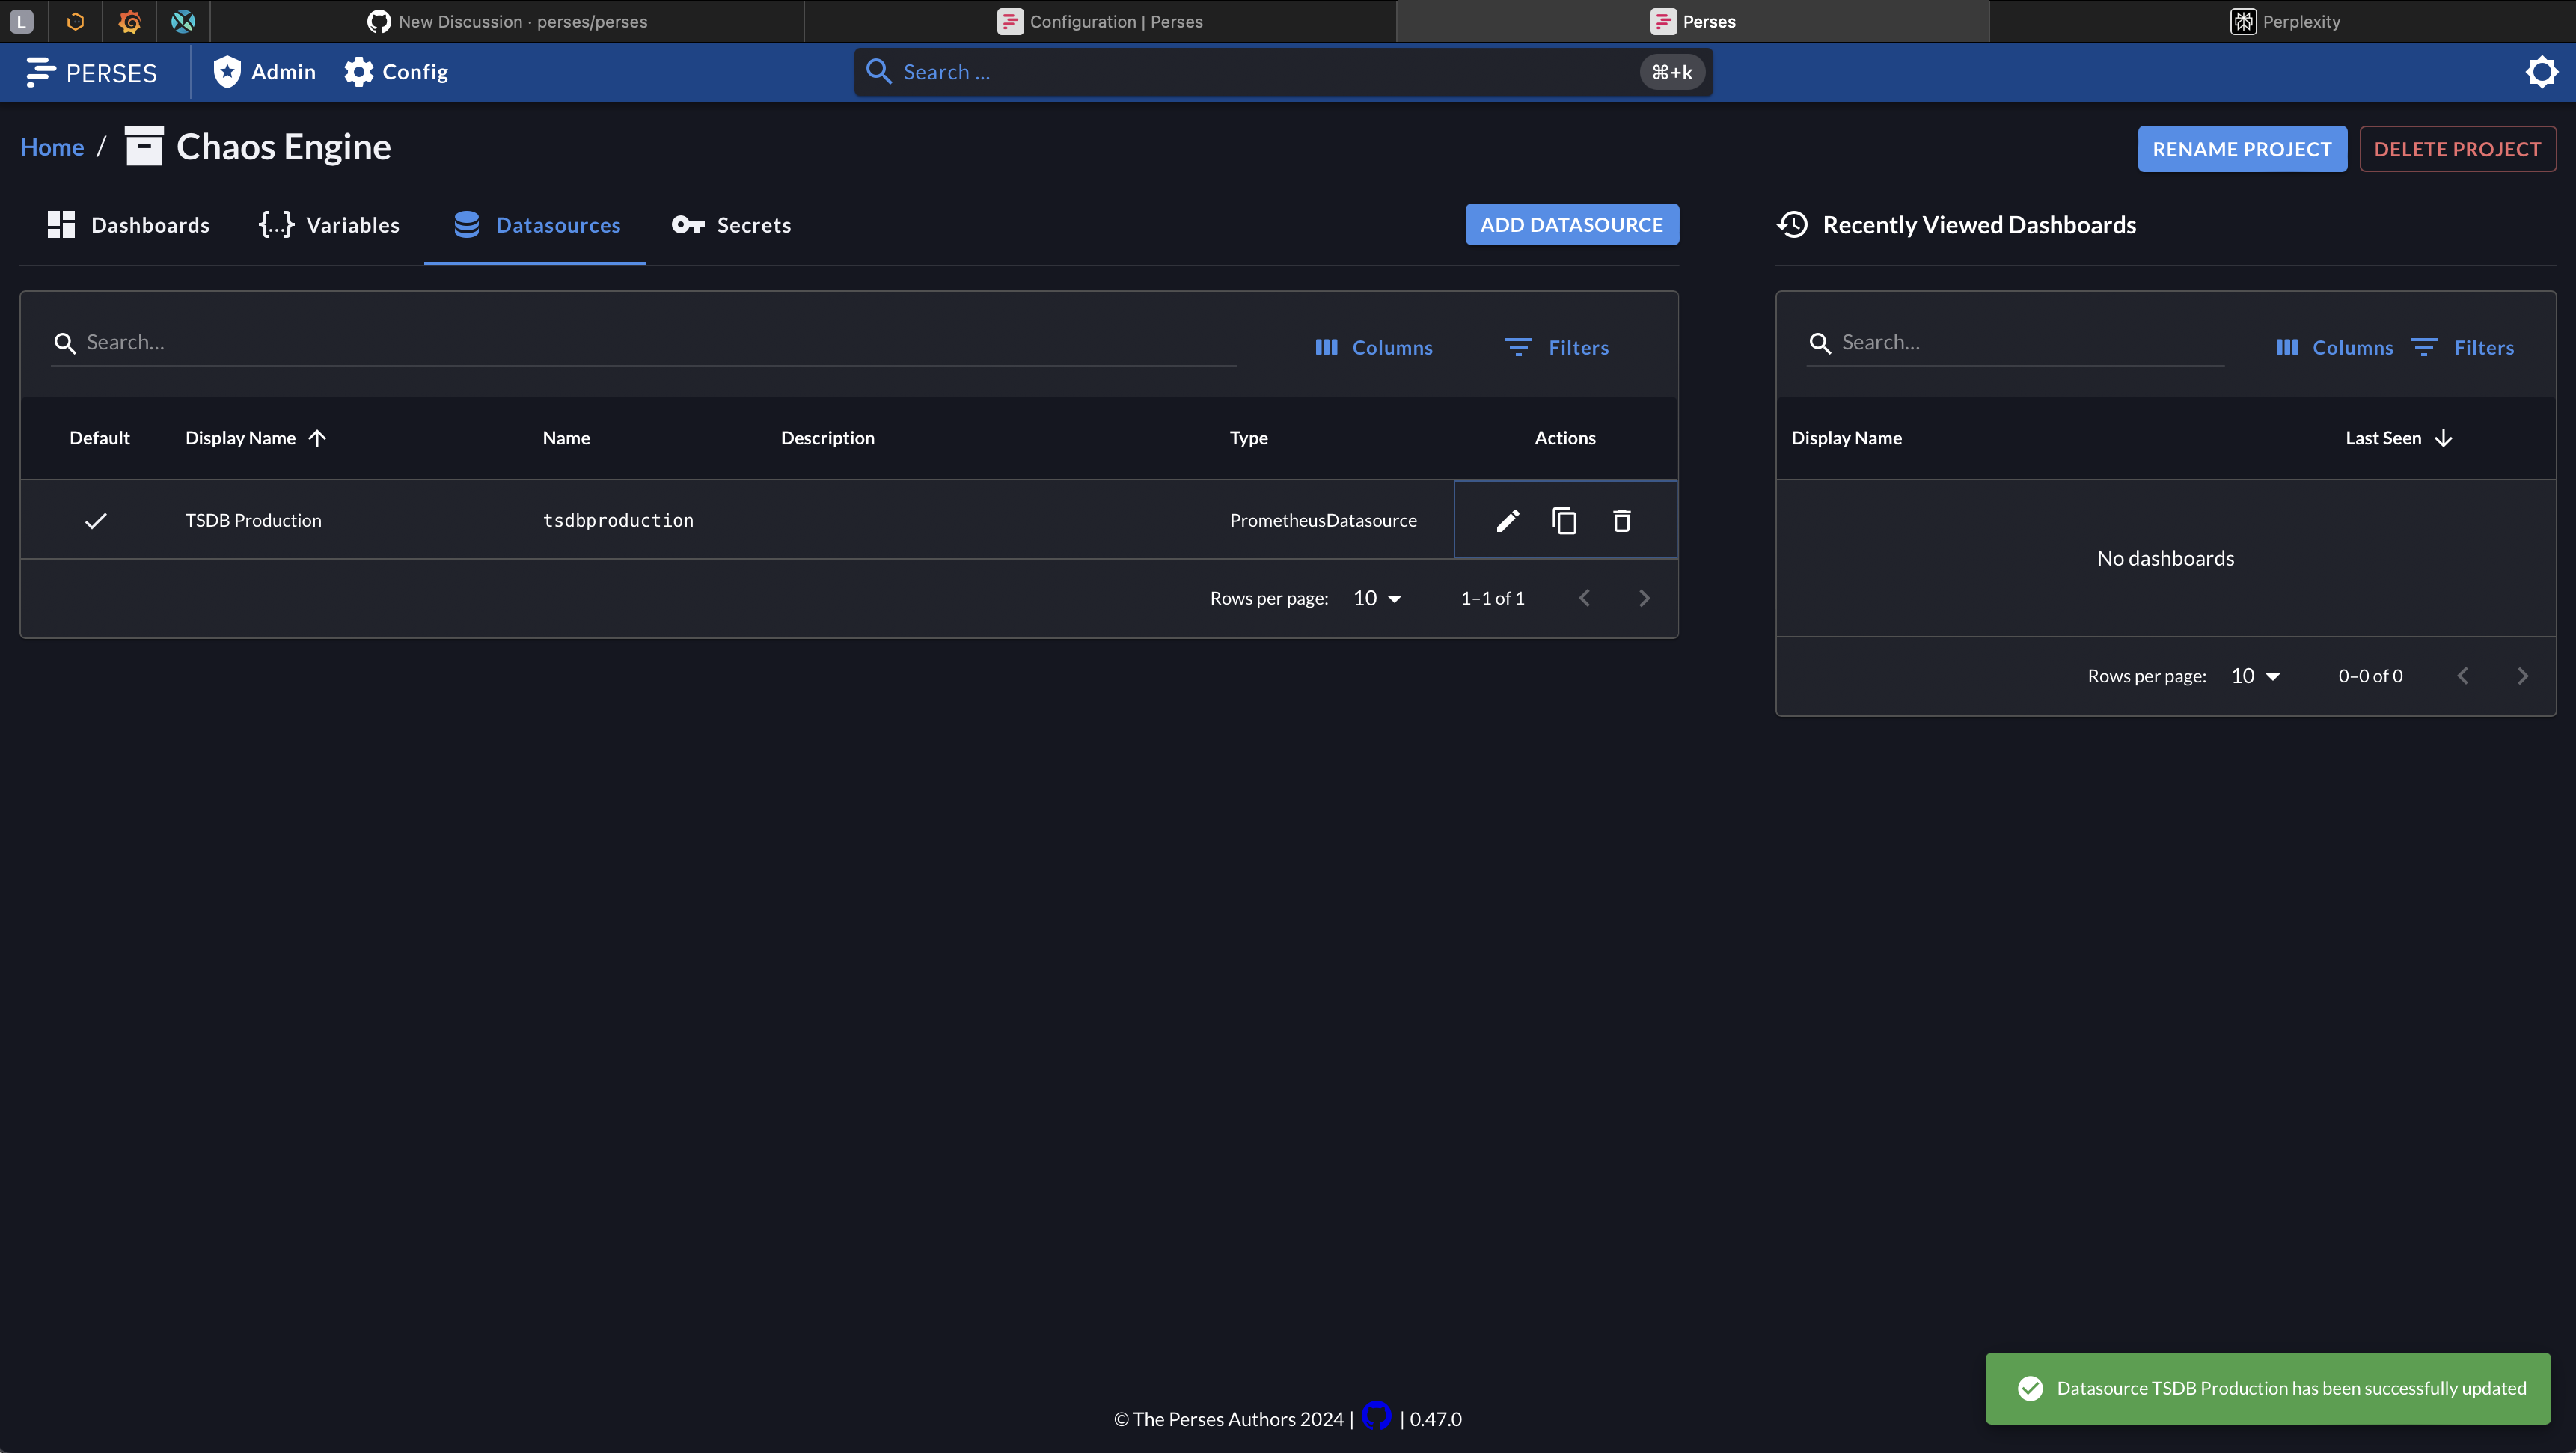 L
New Discussion · perses/perses
Configuration | Perses
Perses
Perplexity
PERSES
Admin
Config
Search ...
⌘+k
Home / Chaos Engine
RENAME PROJECT
DELETE PROJECT
Dashboards
{...} Variables
Datasources
Secrets
ADD DATASOURCE
Recently Viewed Dashboards
Search...
Columns
Filters
Search...
Columns
Filters
Default Display Name Name Description Type Actions
Display Name Last Seen
TSDB Production tsdbproduction PrometheusDatasource
No dashboards
Rows per page: 10 1–1 of 1
Rows per page: 10 0–0 of 0
Datasource TSDB Production has been successfully updated
© The Perses Authors 2024 | | 0.47.0